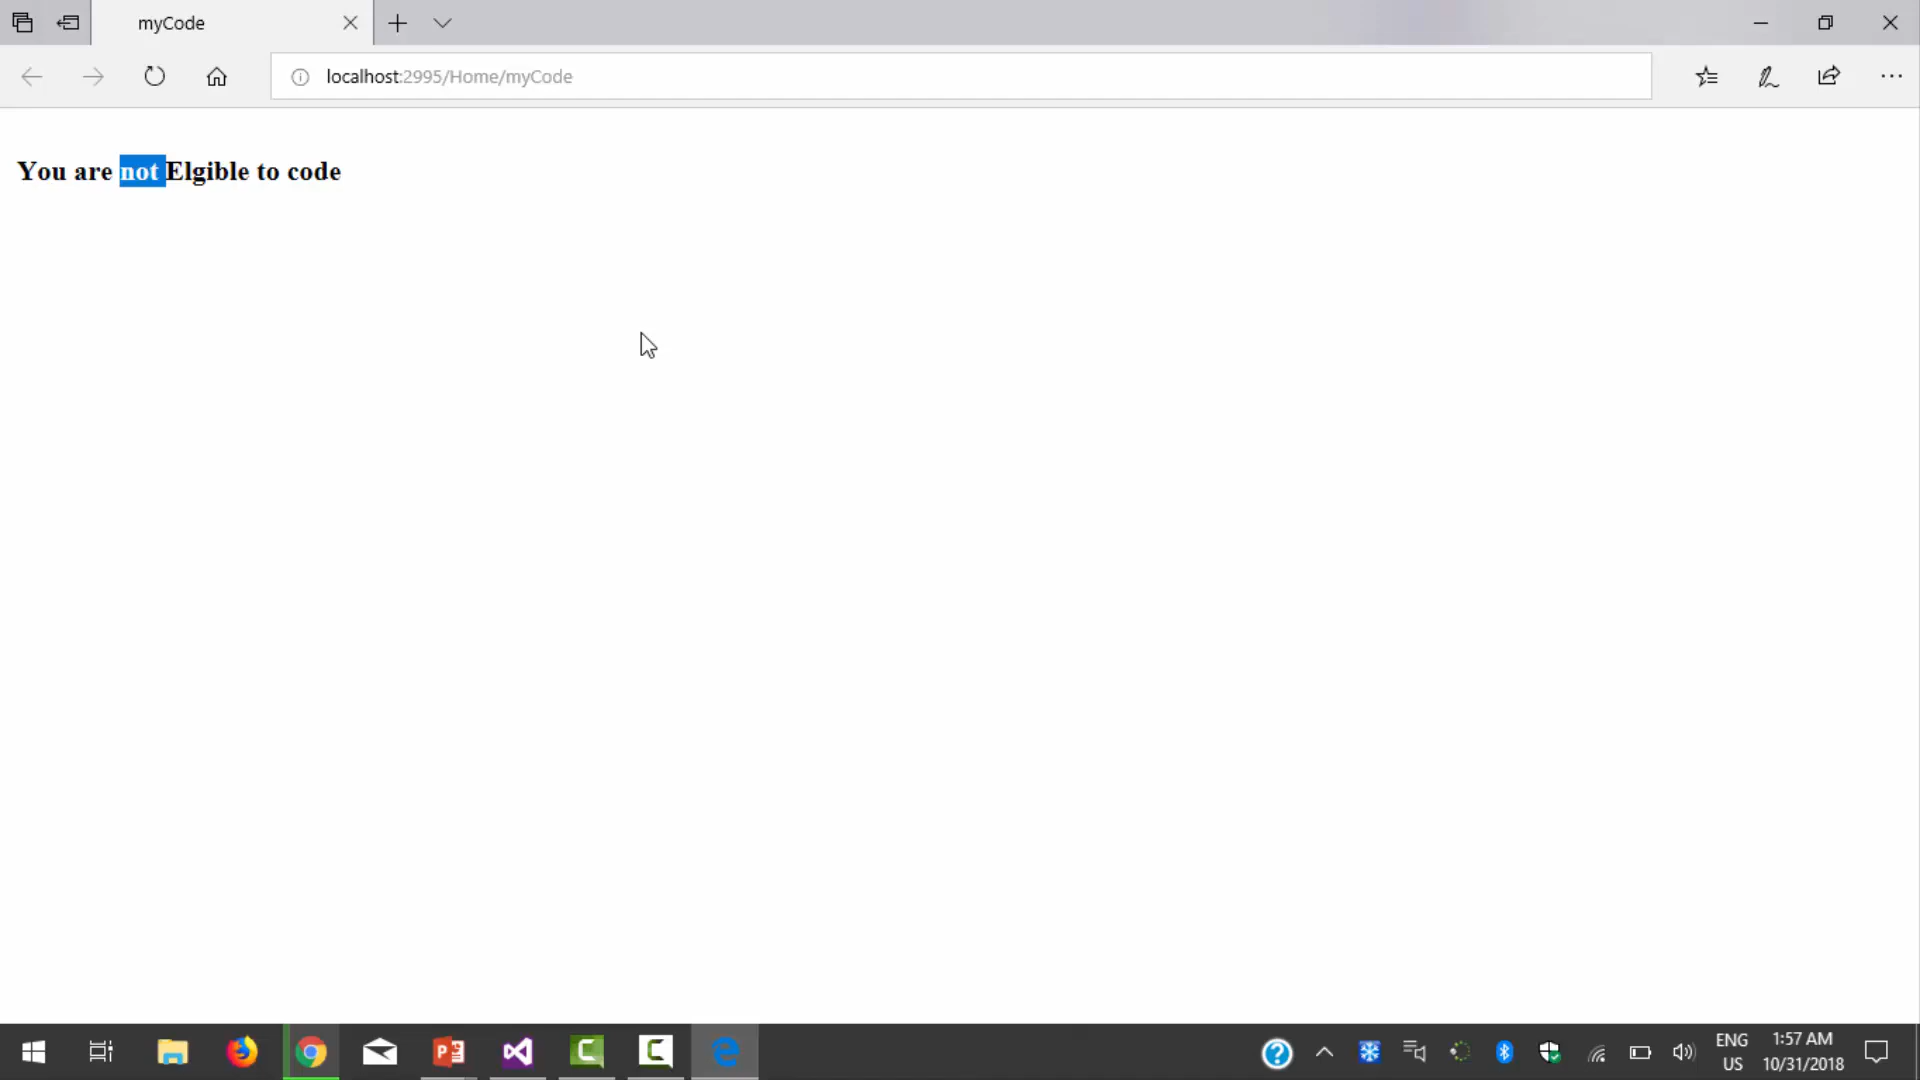 myCode
localhost:2995/Home/myCode
You are not Elgible to code
ENG
US
1:57 AM
10/31/2018